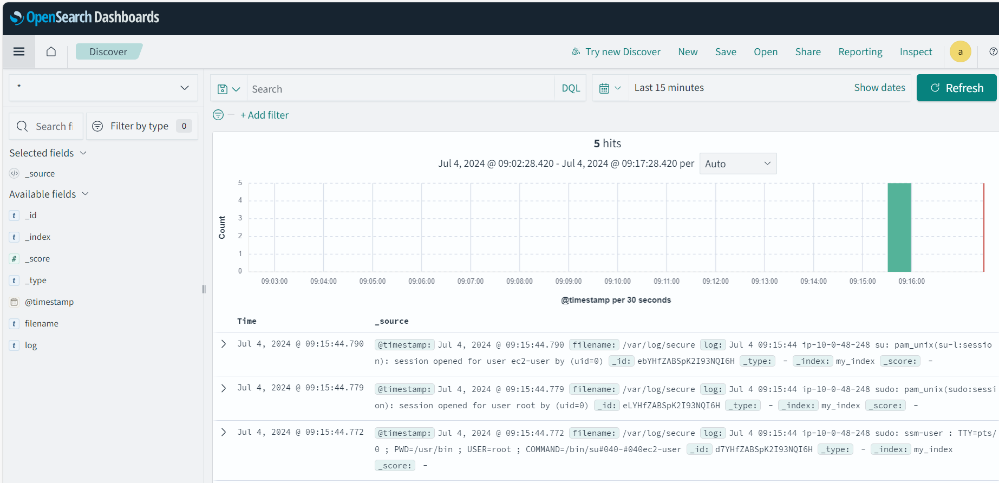 OpenSearch Dashboards
Discover
Try new Discover New Save Open Share Reporting Inspect a
*
Search DQL
Last 15 minutes Show dates
Refresh
+ Add filter
Search fi
Filter by type 0
Selected fields
_source
Available fields
t _id
t _index
# _score
t _type
@timestamp
t filename
t log
5 hits
Jul 4, 2024 @ 09:02:28.420 - Jul 4, 2024 @ 09:17:28.420 per Auto
Count
5
4
3
2
1
0
09:03:00 09:04:00 09:05:00 09:06:00 09:07:00 09:08:00 09:09:00 09:10:00 09:11:00 09:12:00 09:13:00 09:14:00 09:15:00 09:16:00
@timestamp per 30 seconds
Time _source
Jul 4, 2024 @ 09:15:44.790 @timestamp: Jul 4, 2024 @ 09:15:44.790 filename: /var/log/secure log: Jul 4 09:15:44 ip-10-0-48-248 su: pam_unix(su-l:sessio
n): session opened for user ec2-user by (uid=0) _id: ebYHfZABSpK2I93NQI6H _type: - _index: my_index _score: -
Jul 4, 2024 @ 09:15:44.779 @timestamp: Jul 4, 2024 @ 09:15:44.779 filename: /var/log/secure log: Jul 4 09:15:44 ip-10-0-48-248 sudo: pam_unix(sudo:sessi
on): session opened for user root by (uid=0) _id: eLYHfZABSpK2I93NQI6H _type: - _index: my_index _score: -
Jul 4, 2024 @ 09:15:44.772 @timestamp: Jul 4, 2024 @ 09:15:44.772 filename: /var/log/secure log: Jul 4 09:15:44 ip-10-0-48-248 sudo: ssm-user : TTY=pts/
0 ; PWD=/usr/bin ; USER=root ; COMMAND=/bin/su#040-#040ec2-user _id: d7YHfZABSpK2I93NQI6H _type: - _index: my_index
_score: -